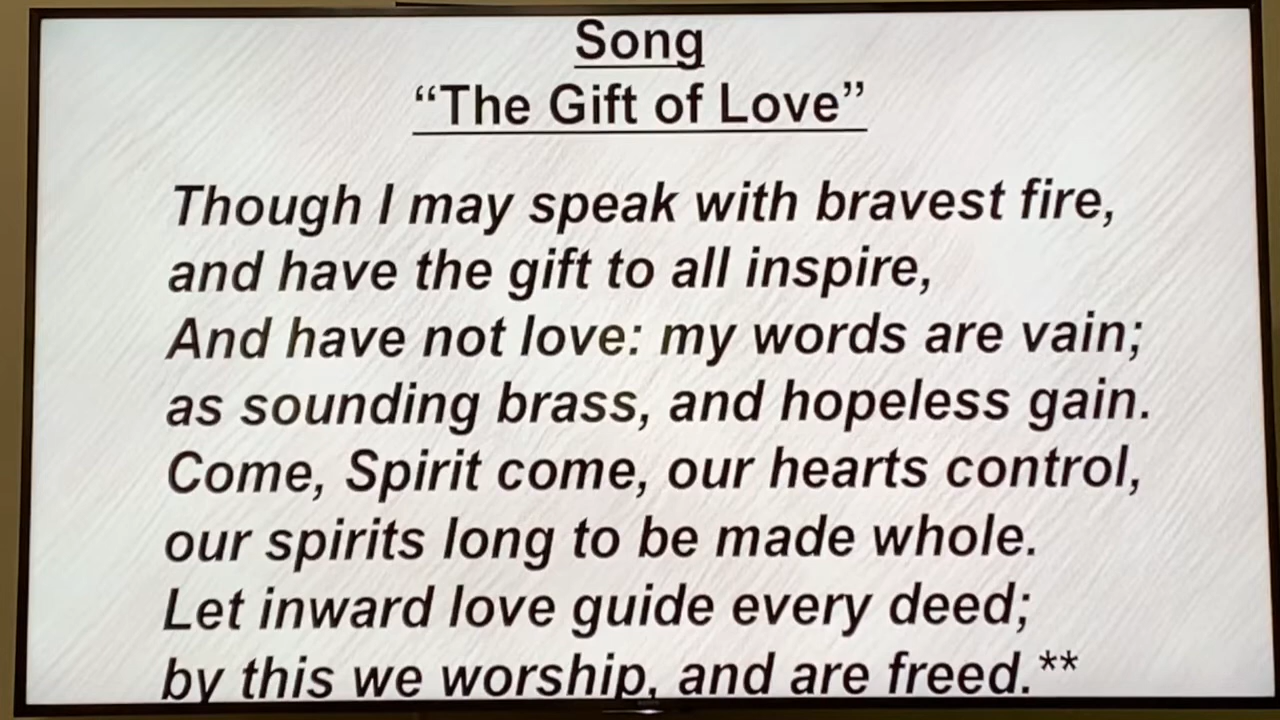 Song
“The Gift of Love”
Though I may speak with bravest fire,
and have the gift to all inspire,
And have not love: my words are vain;
as sounding brass, and hopeless gain.
Come, Spirit come, our hearts control,
our spirits long to be made whole.
Let inward love guide every deed;
by this we worship, and are freed.**